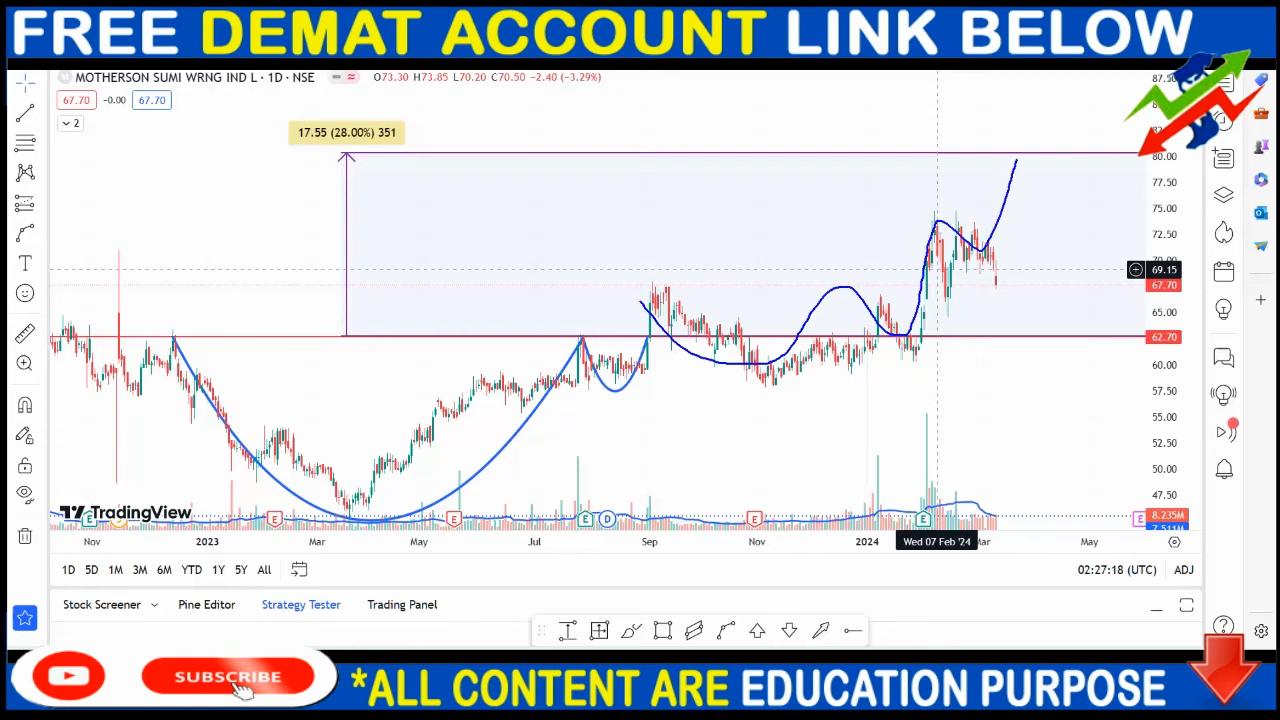 FREE DEMAT ACCOUNT LINK BELOW
MOTHERSON SUMI WRNG IND L · 1D · NSE
O73.30 H73.85 L70.20 C70.50 −2.40 (−3.29%)
67.70 -0.00 67.70
2
17.55 (28.00%) 351
80.00
77.50
75.00
72.50
69.15
67.70
65.00
62.70
60.00
57.50
55.00
52.50
50.00
47.50
8.235M
7.511M
TradingView
E E E E D E E E
Nov 2023 Mar May Jul Sep Nov 2024 Wed 07 Feb '24 Mar May
1D 5D 1M 3M 6M YTD 1Y 5Y All
02:27:18 (UTC) ADJ
Stock Screener Pine Editor Strategy Tester Trading Panel
SUBSCRIBE
*ALL CONTENT ARE EDUCATION PURPOSE